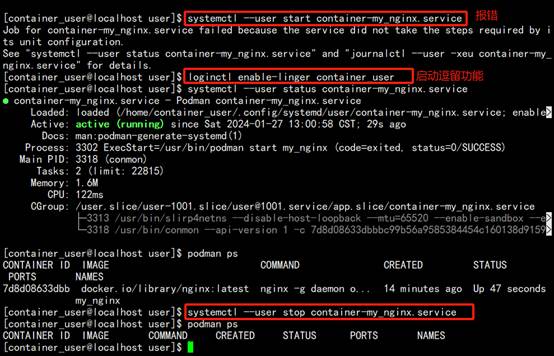 [container_user@localhost user]$ systemctl --user start container-my_nginx.service 报错
Job for container-my_nginx.service failed because the service did not take the steps required by i
ts unit configuration.
See "systemctl --user status container-my_nginx.service" and "journalctl --user -xeu container-my_
nginx.service" for details.
[container_user@localhost user]$ loginctl enable-linger container_user 启动逗留功能
[container_user@localhost user]$ systemctl --user status container-my_nginx.service
● container-my_nginx.service - Podman container-my_nginx.service
Loaded: loaded (/home/container_user/.config/systemd/user/container-my_nginx.service; enable>
Active: active (running) since Sat 2024-01-27 13:00:58 CST; 29s ago
Docs: man:podman-generate-systemd(1)
Process: 3302 ExecStart=/usr/bin/podman start my_nginx (code=exited, status=0/SUCCESS)
Main PID: 3318 (conmon)
Tasks: 2 (limit: 22815)
Memory: 1.6M
CPU: 122ms
CGroup: /user.slice/user-1001.slice/user@1001.service/app.slice/container-my_nginx.service
├─3313 /usr/bin/slirp4netns --disable-host-loopback --mtu=65520 --enable-sandbox --e>
└─3318 /usr/bin/conmon --api-version 1 -c 7d8d08633dbbbc99b56a9585384454c160138d9159>
[container_user@localhost user]$ podman ps
CONTAINER ID IMAGE COMMAND CREATED STATUS
PORTS NAMES
7d8d08633dbb docker.io/library/nginx:latest nginx -g daemon o... 14 minutes ago Up 47 seconds
my_nginx
[container_user@localhost user]$ systemctl --user stop container-my_nginx.service
[container_user@localhost user]$ podman ps
CONTAINER ID IMAGE COMMAND CREATED STATUS PORTS NAMES
[container_user@localhost user]$